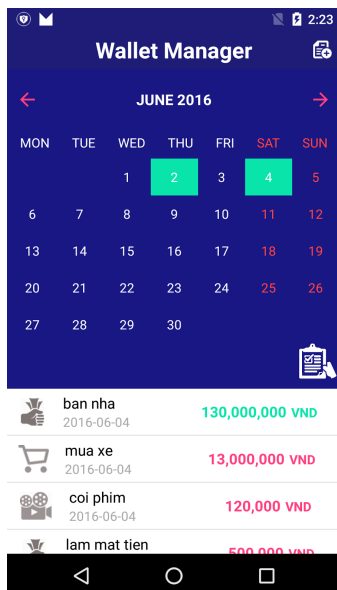 2:23
Wallet Manager
JUNE 2016
MON TUE WED THU FRI SAT SUN
1 2 3 4 5
6 7 8 9 10 11 12
13 14 15 16 17 18 19
20 21 22 23 24 25 26
27 28 29 30
ban nha
130,000,000 VND
2016-06-04
mua xe
13,000,000 VND
2016-06-04
coi phim
120,000 VND
2016-06-04
lam mat tien
500,000 VND